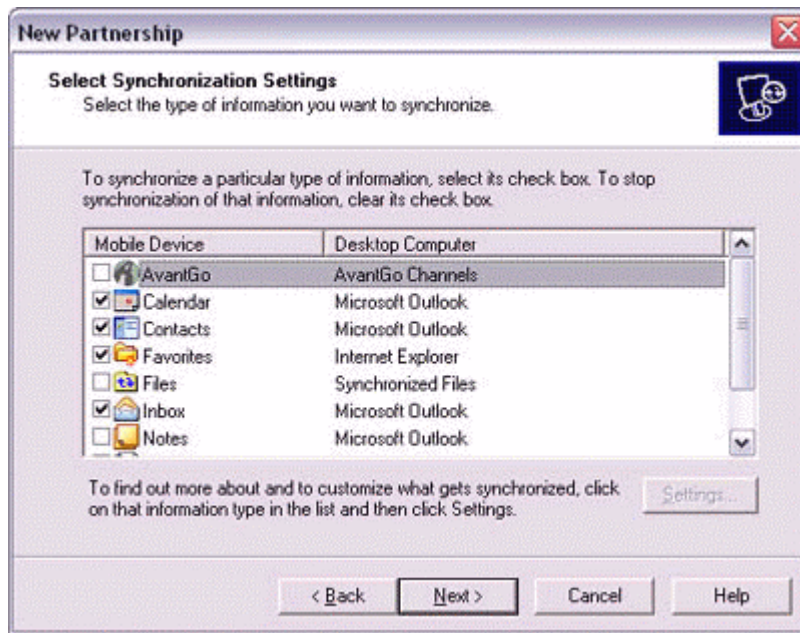 New Partnership
Select Synchronization Settings
Select the type of information you want to synchronize.
To synchronize a particular type of information, select its check box. To stop
synchronization of that information, clear its check box.
Mobile Device Desktop Computer
AvantGo AvantGo Channels
Calendar Microsoft Outlook
Contacts Microsoft Outlook
Favorites Internet Explorer
Files Synchronized Files
Inbox Microsoft Outlook
Notes Microsoft Outlook
To find out more about and to customize what gets synchronized, click
on that information type in the list and then click Settings.
Settings...
< Back Next > Cancel Help